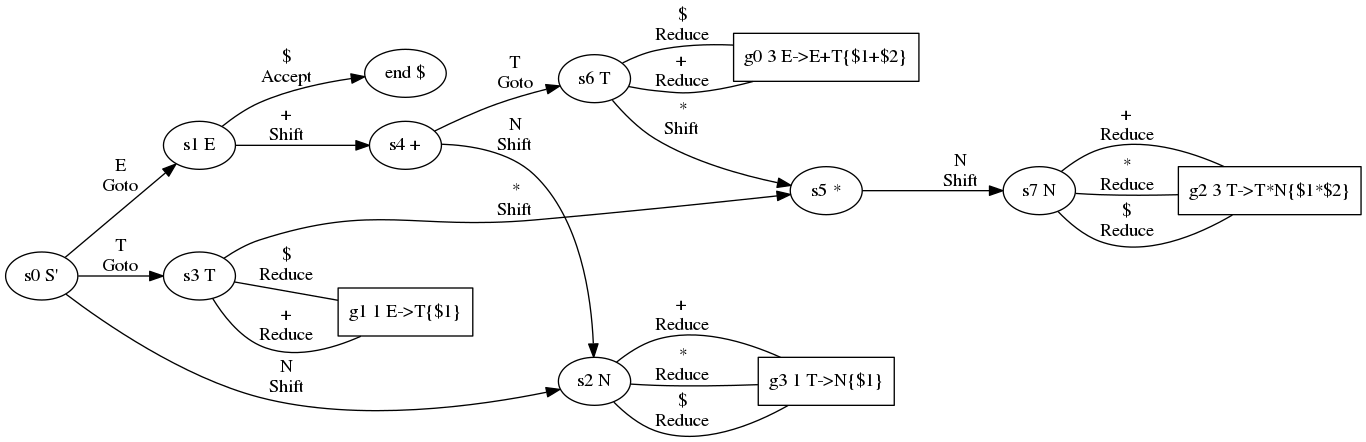 $
Reduce
g0 3 E->E+T{$1+$2}
+
Reduce
$
Accept
end $
T
Goto
s6 T
*
Shift
+
Shift
s1 E
s4 +
N
Shift
E
Goto
s5 *
N
Shift
s7 N
+
Reduce
*
Reduce
g2 3 T->T*N{$1*$2}
$
Reduce
*
Shift
s0 S'
T
Goto
s3 T
$
Reduce
g1 1 E->T{$1}
+
Reduce
N
Shift
s2 N
+
Reduce
*
Reduce
g3 1 T->N{$1}
$
Reduce